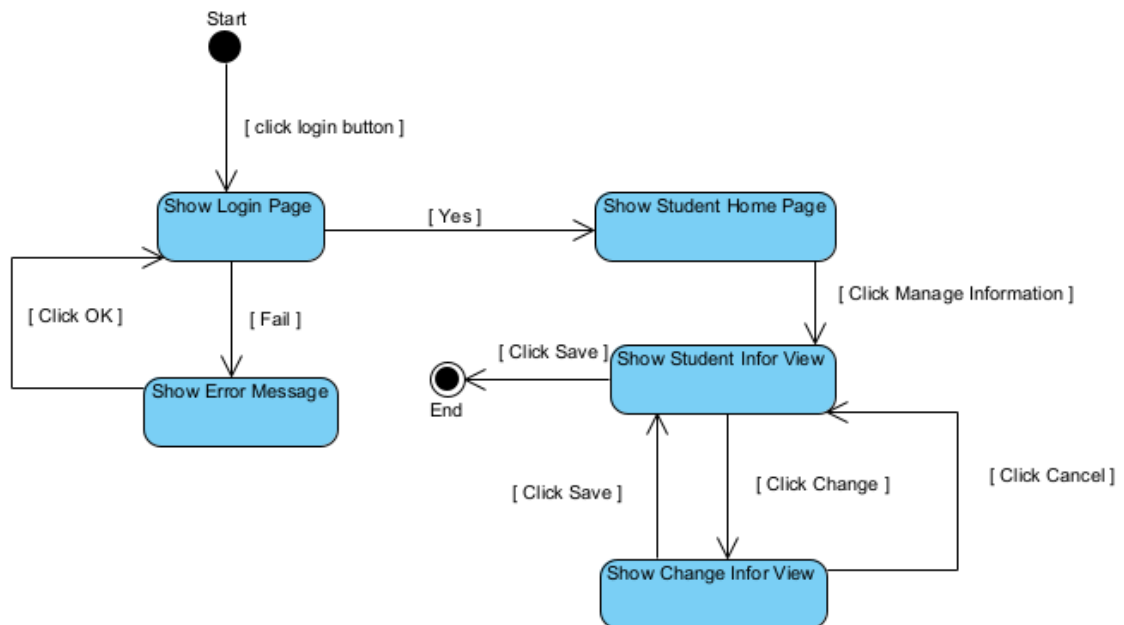 Start
[ click login button ]
Show Login Page
[ Yes ]
Show Student Home Page
[ Click OK ]
[ Fail ]
[ Click Manage Information ]
Show Error Message
[ Click Save ]
Show Student Infor View
End
[ Click Save ]
[ Click Change ]
[ Click Cancel ]
Show Change Infor View